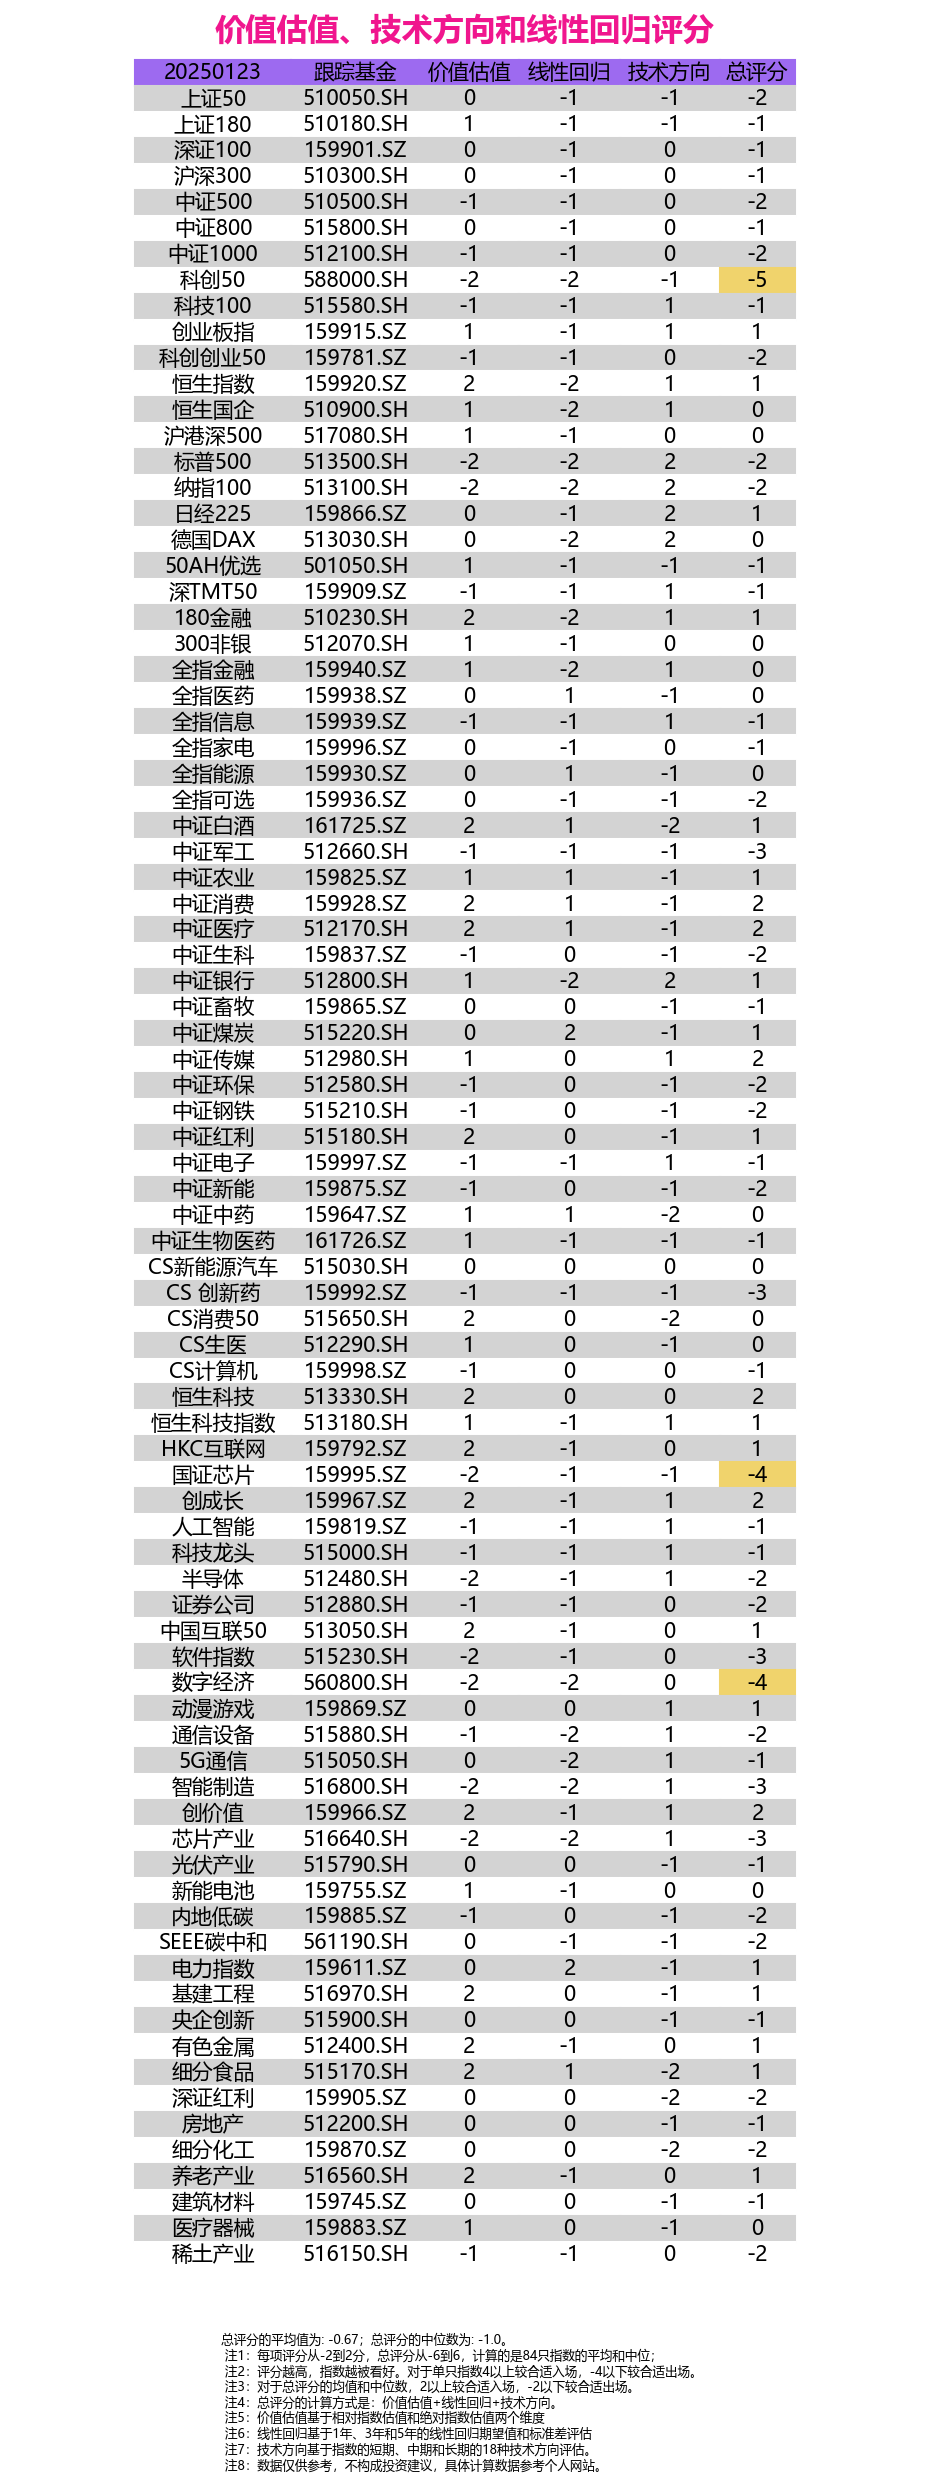 价值估值、技术方向和线性回归评分
20250123 跟踪基金 价值估值 线性回归 技术方向 总评分
上证50 510050.SH 0 -1 -1 -2
上证180 510180.SH 1 -1 -1 -1
深证100 159901.SZ 0 -1 0 -1
沪深300 510300.SH 0 -1 0 -1
中证500 510500.SH -1 -1 0 -2
中证800 515800.SH 0 -1 0 -1
中证1000 512100.SH -1 -1 0 -2
科创50 588000.SH -2 -2 -1 -5
科技100 515580.SH -1 -1 1 -1
创业板指 159915.SZ 1 -1 1 1
科创创业50 159781.SZ -1 -1 0 -2
恒生指数 159920.SZ 2 -2 1 1
恒生国企 510900.SH 1 -2 1 0
沪港深500 517080.SH 1 -1 0 0
标普500 513500.SH -2 -2 2 -2
纳指100 513100.SH -2 -2 2 -2
日经225 159866.SZ 0 -1 2 1
德国DAX 513030.SH 0 -2 2 0
50AH优选 501050.SH 1 -1 -1 -1
深TMT50 159909.SZ -1 -1 1 -1
180金融 510230.SH 2 -2 1 1
300非银 512070.SH 1 -1 0 0
全指金融 159940.SZ 1 -2 1 0
全指医药 159938.SZ 0 1 -1 0
全指信息 159939.SZ -1 -1 1 -1
全指家电 159996.SZ 0 -1 0 -1
全指能源 159930.SZ 0 1 -1 0
全指可选 159936.SZ 0 -1 -1 -2
中证白酒 161725.SZ 2 1 -2 1
中证军工 512660.SH -1 -1 -1 -3
中证农业 159825.SZ 1 1 -1 1
中证消费 159928.SZ 2 1 -1 2
中证医疗 512170.SH 2 1 -1 2
中证生科 159837.SZ -1 0 -1 -2
中证银行 512800.SH 1 -2 2 1
中证畜牧 159865.SZ 0 0 -1 -1
中证煤炭 515220.SH 0 2 -1 1
中证传媒 512980.SH 1 0 1 2
中证环保 512580.SH -1 0 -1 -2
中证钢铁 515210.SH -1 0 -1 -2
中证红利 515180.SH 2 0 -1 1
中证电子 159997.SZ -1 -1 1 -1
中证新能 159875.SZ -1 0 -1 -2
中证中药 159647.SZ 1 1 -2 0
中证生物医药 161726.SZ 1 -1 -1 -1
CS新能源汽车 515030.SH 0 0 0 0
CS 创新药 159992.SZ -1 -1 -1 -3
CS消费50 515650.SH 2 0 -2 0
CS生医 512290.SH 1 0 -1 0
CS计算机 159998.SZ -1 0 0 -1
恒生科技 513330.SH 2 0 0 2
恒生科技指数 513180.SH 1 -1 1 1
HKC互联网 159792.SZ 2 -1 0 1
国证芯片 159995.SZ -2 -1 -1 -4
创成长 159967.SZ 2 -1 1 2
人工智能 159819.SZ -1 -1 1 -1
科技龙头 515000.SH -1 -1 1 -1
半导体 512480.SH -2 -1 1 -2
证券公司 512880.SH -1 -1 0 -2
中国互联50 513050.SH 2 -1 0 1
软件指数 515230.SH -2 -1 0 -3
数字经济 560800.SH -2 -2 0 -4
动漫游戏 159869.SZ 0 0 1 1
通信设备 515880.SH -1 -2 1 -2
5G通信 515050.SH 0 -2 1 -1
智能制造 516800.SH -2 -2 1 -3
创价值 159966.SZ 2 -1 1 2
芯片产业 516640.SH -2 -2 1 -3
光伏产业 515790.SH 0 0 -1 -1
新能电池 159755.SZ 1 -1 0 0
内地低碳 159885.SZ -1 0 -1 -2
SEEE碳中和 561190.SH 0 -1 -1 -2
电力指数 159611.SZ 0 2 -1 1
基建工程 516970.SH 2 0 -1 1
央企创新 515900.SH 0 0 -1 -1
有色金属 512400.SH 2 -1 0 1
细分食品 515170.SH 2 1 -2 1
深证红利 159905.SZ 0 0 -2 -2
房地产 512200.SH 0 0 -1 -1
细分化工 159870.SZ 0 0 -2 -2
养老产业 516560.SH 2 -1 0 1
建筑材料 159745.SZ 0 0 -1 -1
医疗器械 159883.SZ 1 0 -1 0
稀土产业 516150.SH -1 -1 0 -2
总评分的平均值为: -0.67；总评分的中位数为: -1.0。
注1：每项评分从-2到2分，总评分从-6到6，计算的是84只指数的平均和中位；
注2：评分越高，指数越被看好。对于单只指数4以上较合适入场，-4以下较合适出场。
注3：对于总评分的均值和中位数，2以上较合适入场，-2以下较合适出场。
注4：总评分的计算方式是：价值估值+线性回归+技术方向。
注5：价值估值基于相对指数估值和绝对指数估值两个维度
注6：线性回归基于1年、3年和5年的线性回归期望值和标准差评估
注7：技术方向基于指数的短期、中期和长期的18种技术方向评估。
注8：数据仅供参考，不构成投资建议，具体计算数据参考个人网站。